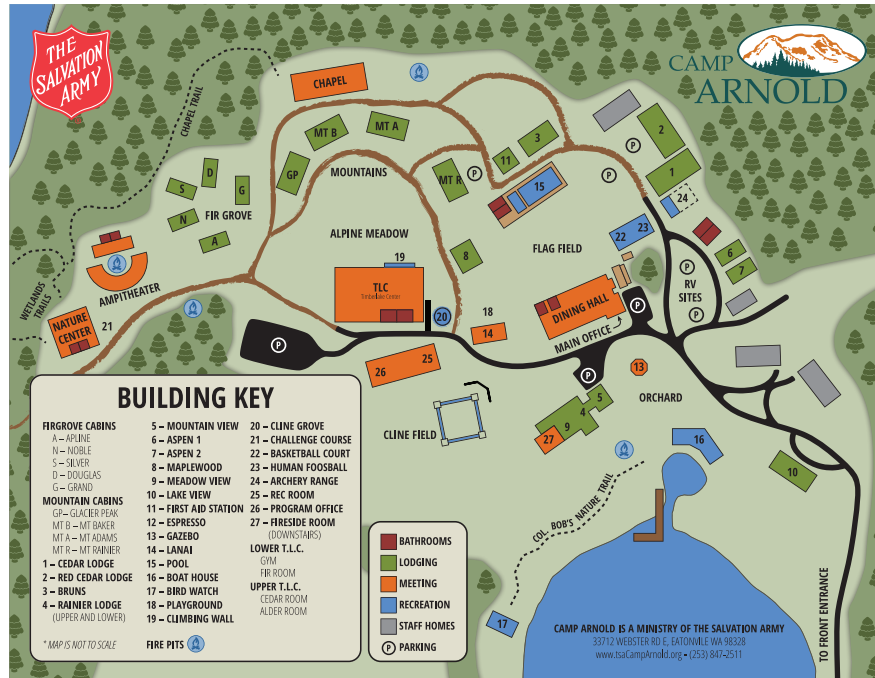 THE
SALVATION
ARMY
CAMP
ARNOLD
CHAPEL TRAIL
CHAPEL
MT B
MT A
GP
MOUNTAINS
MT R
P
11
3
P
P
2
1
24
15
D
S
G
N
FIR GROVE
A
ALPINE MEADOW
FLAG FIELD
22
23
8
6
7
19
TLC
Timberlake Center
AMPITHEATER
WETLANDS
TRAILS
NATURE
CENTER
21
P
RV
SITES
P
DINING HALL
P
MAIN OFFICE
20
18
14
P
26
25
P
13
ORCHARD
5
4
9
27
CLINE FIELD
16
10
COL BOB'S NATURE TRAIL
17
TO FRONT ENTRANCE
BUILDING KEY
FIRGROVE CABINS
A – APLINE
N – NOBLE
S – SILVER
D – DOUGLAS
G – GRAND
MOUNTAIN CABINS
GP – GLACIER PEAK
MT B – MT BAKER
MT A – MT ADAMS
MT R – MT RAINIER
1 – CEDAR LODGE
2 – RED CEDAR LODGE
3 – BRUNS
4 – RAINIER LODGE
(UPPER AND LOWER)
5 – MOUNTAIN VIEW
6 – ASPEN 1
7 – ASPEN 2
8 – MAPLEWOOD
9 – MEADOW VIEW
10 – LAKE VIEW
11 – FIRST AID STATION
12 – ESPRESSO
13 – GAZEBO
14 – LANAI
15 – POOL
16 – BOAT HOUSE
17 – BIRD WATCH
18 – PLAYGROUND
19 – CLIMBING WALL
20 – CLINE GROVE
21 – CHALLENGE COURSE
22 – BASKETBALL COURT
23 – HUMAN FOOSBALL
24 – ARCHERY RANGE
25 – REC ROOM
26 – PROGRAM OFFICE
27 – FIRESIDE ROOM
(DOWNSTAIRS)
LOWER T.L.C.
GYM
FIR ROOM
UPPER T.L.C.
CEDAR ROOM
ALDER ROOM
* MAP IS NOT TO SCALE
FIRE PITS
BATHROOMS
LODGING
MEETING
RECREATION
STAFF HOMES
P PARKING
CAMP ARNOLD IS A MINISTRY OF THE SALVATION ARMY
33712 WEBSTER RD E, EATONVILE WA 98328
www.tsaCampArnold.org • (253) 847-2511